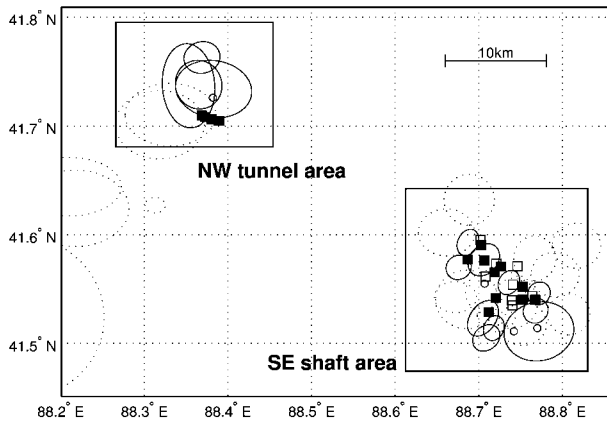 41.8° N
10km
41.7° N
NW tunnel area
41.6° N
41.5° N
SE shaft area
88.2° E 88.3° E 88.4° E 88.5° E 88.6° E 88.7° E 88.8° E